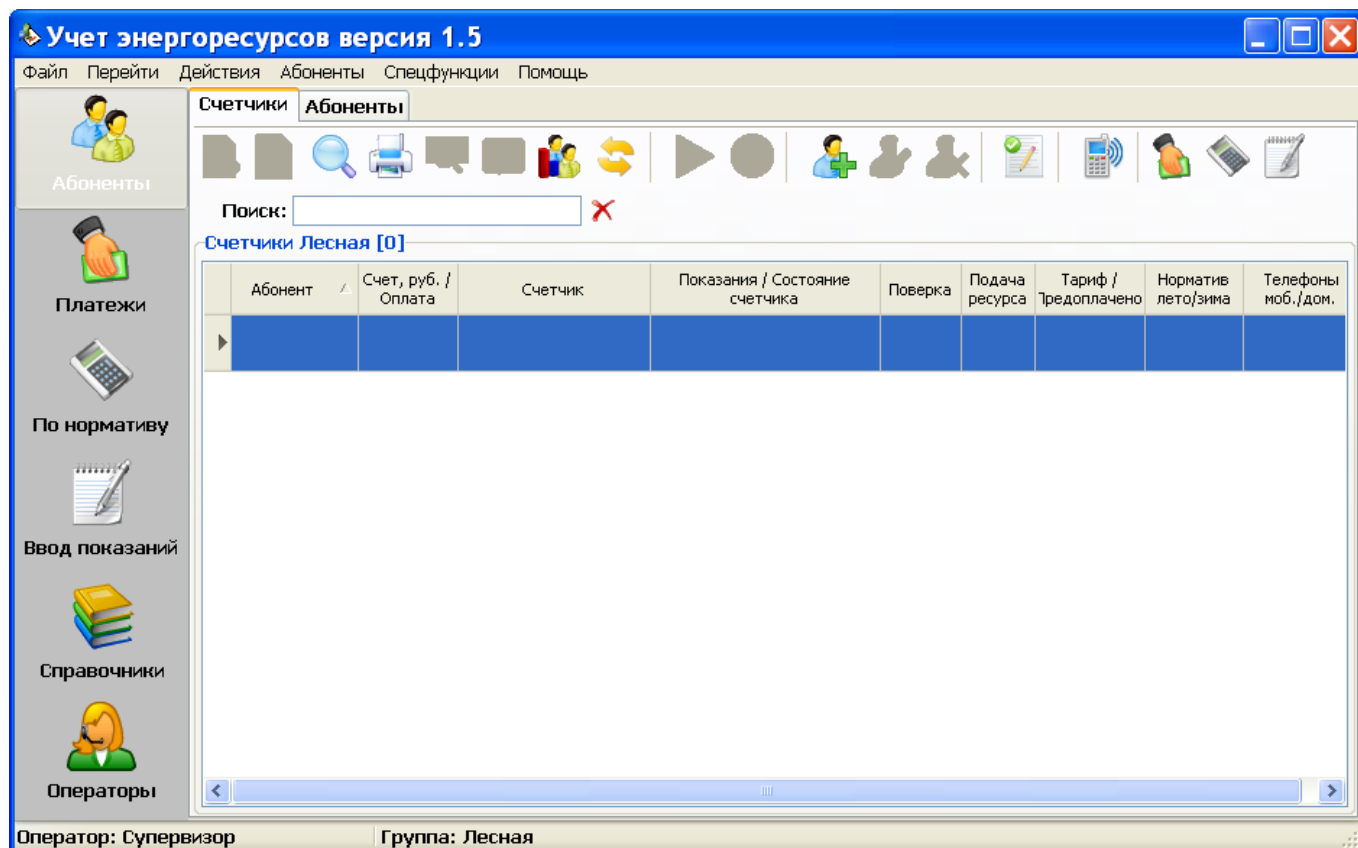 Учет энергоресурсов версия 1.5
Файл Перейти Действия Абоненты Спецфункции Помощь
Абоненты
Платежи
По нормативу
Ввод показаний
Справочники
Операторы
Счетчики Абоненты
Поиск:
Счетчики Лесная [0]
Абонент
Счет, руб. /
Оплата
Счетчик
Показания / Состояние
счетчика
Поверка
Подача
ресурса
Тариф /
Предоплачено
Норматив
лето/зима
Телефоны
моб./дом.
Оператор: Супервизор Группа: Лесная